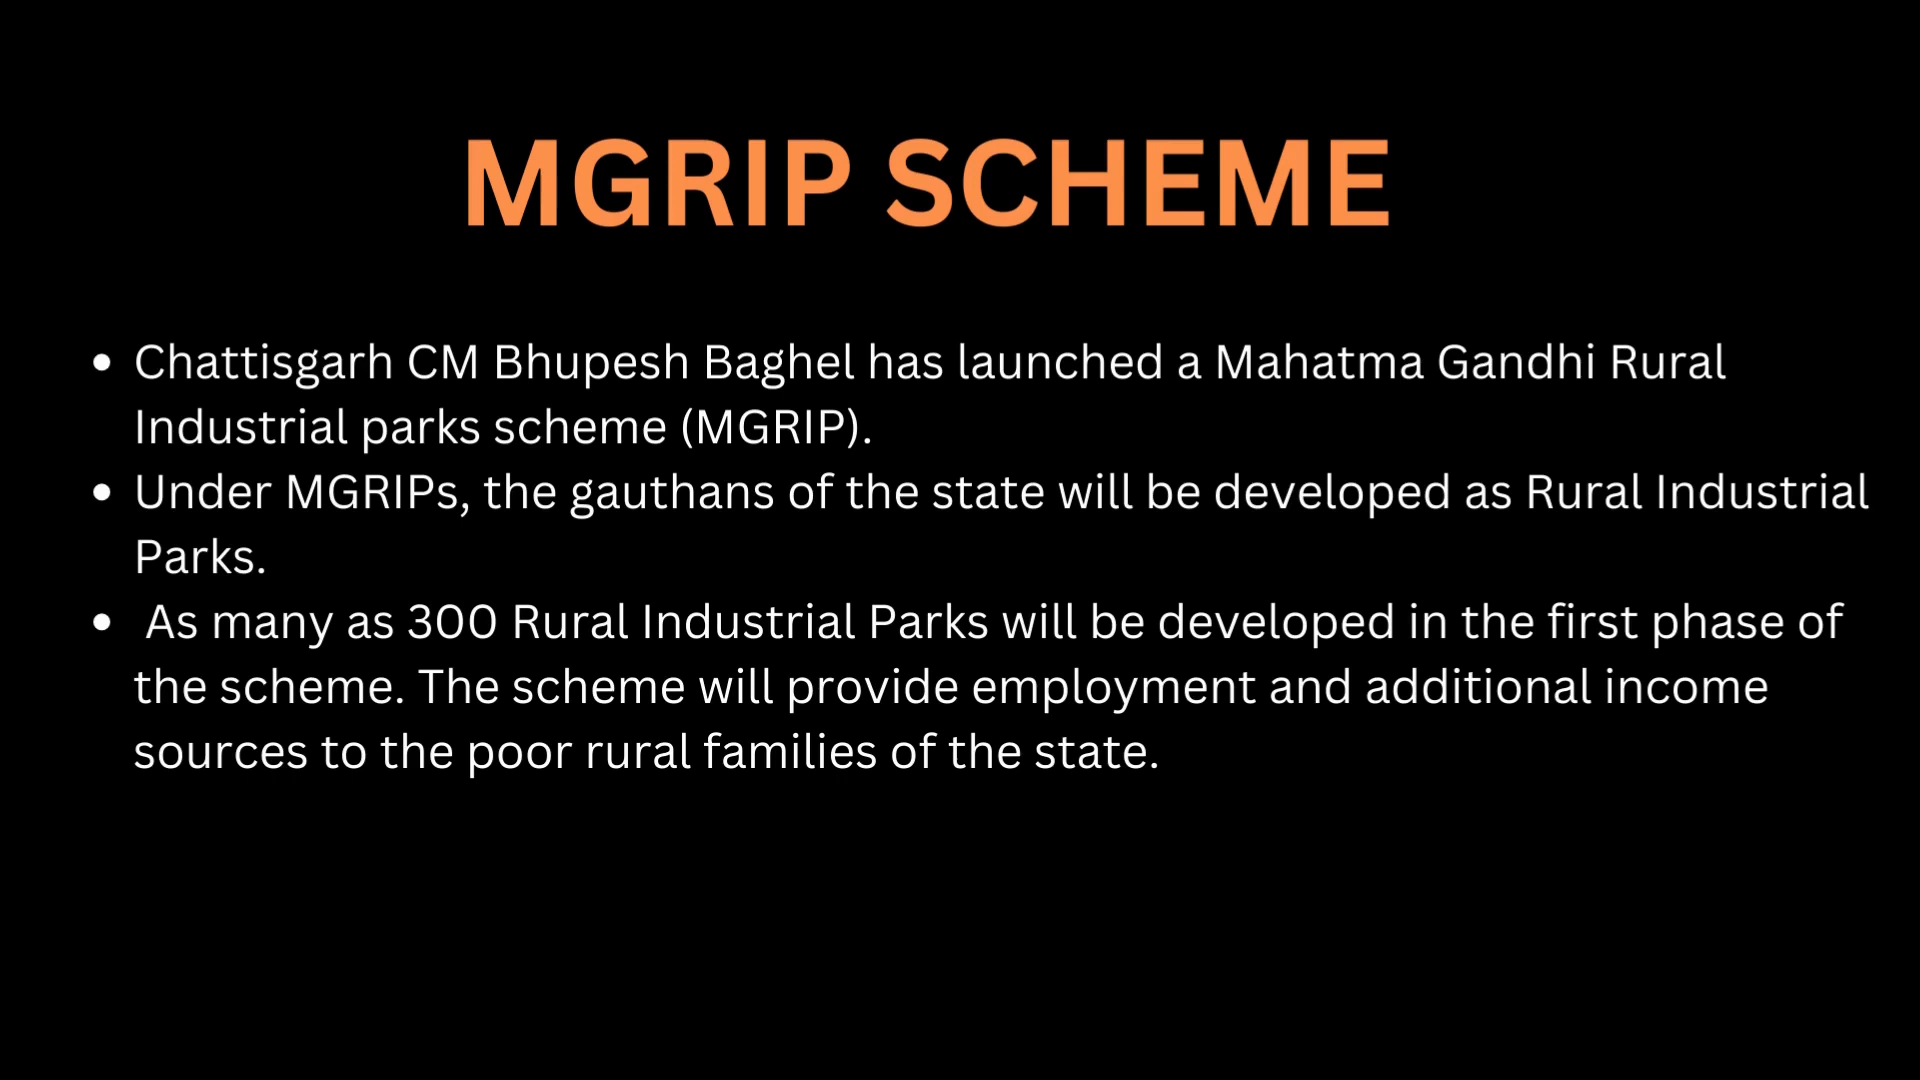 MGRIP SCHEME
• Chattisgarh CM Bhupesh Baghel has launched a Mahatma Gandhi Rural
Industrial parks scheme (MGRIP).
• Under MGRIPs, the gauthans of the state will be developed as Rural Industrial
Parks.
• As many as 300 Rural Industrial Parks will be developed in the first phase of
the scheme. The scheme will provide employment and additional income
sources to the poor rural families of the state.